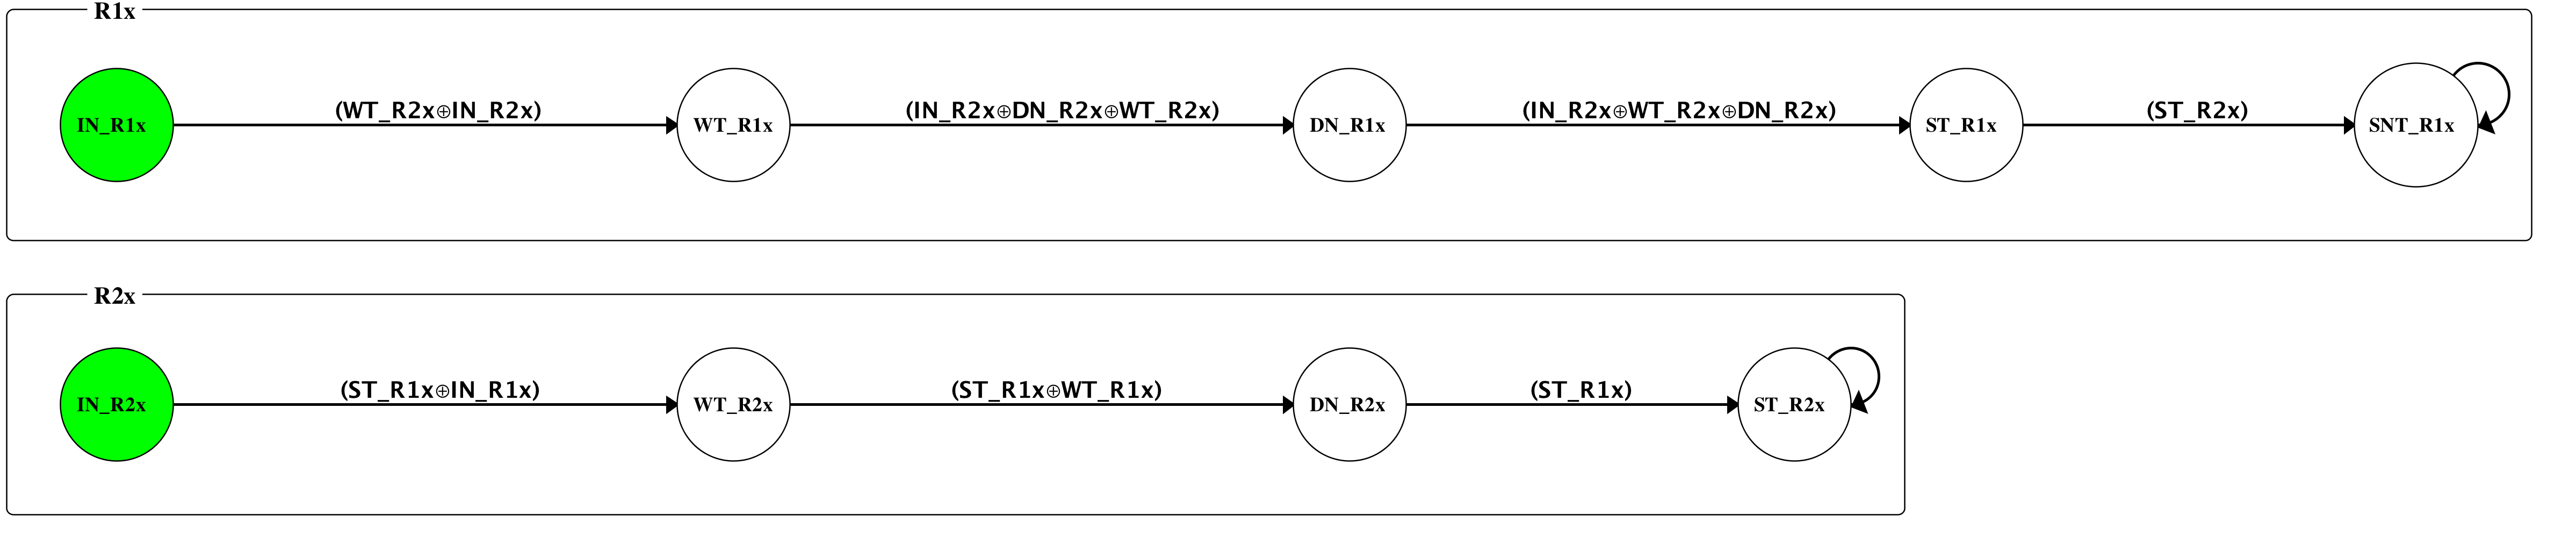 R1x
(WT_R2x⊕IN_R2x)
(IN_R2x⊕DN_R2x⊕WT_R2x)
(IN_R2x⊕WT_R2x⊕DN_R2x)
(ST_R2x)
IN_R1x
WT_R1x
DN_R1x
ST_R1x
SNT_R1x
R2x
(ST_R1x⊕IN_R1x)
(ST_R1x⊕WT_R1x)
(ST_R1x)
IN_R2x
WT_R2x
DN_R2x
ST_R2x